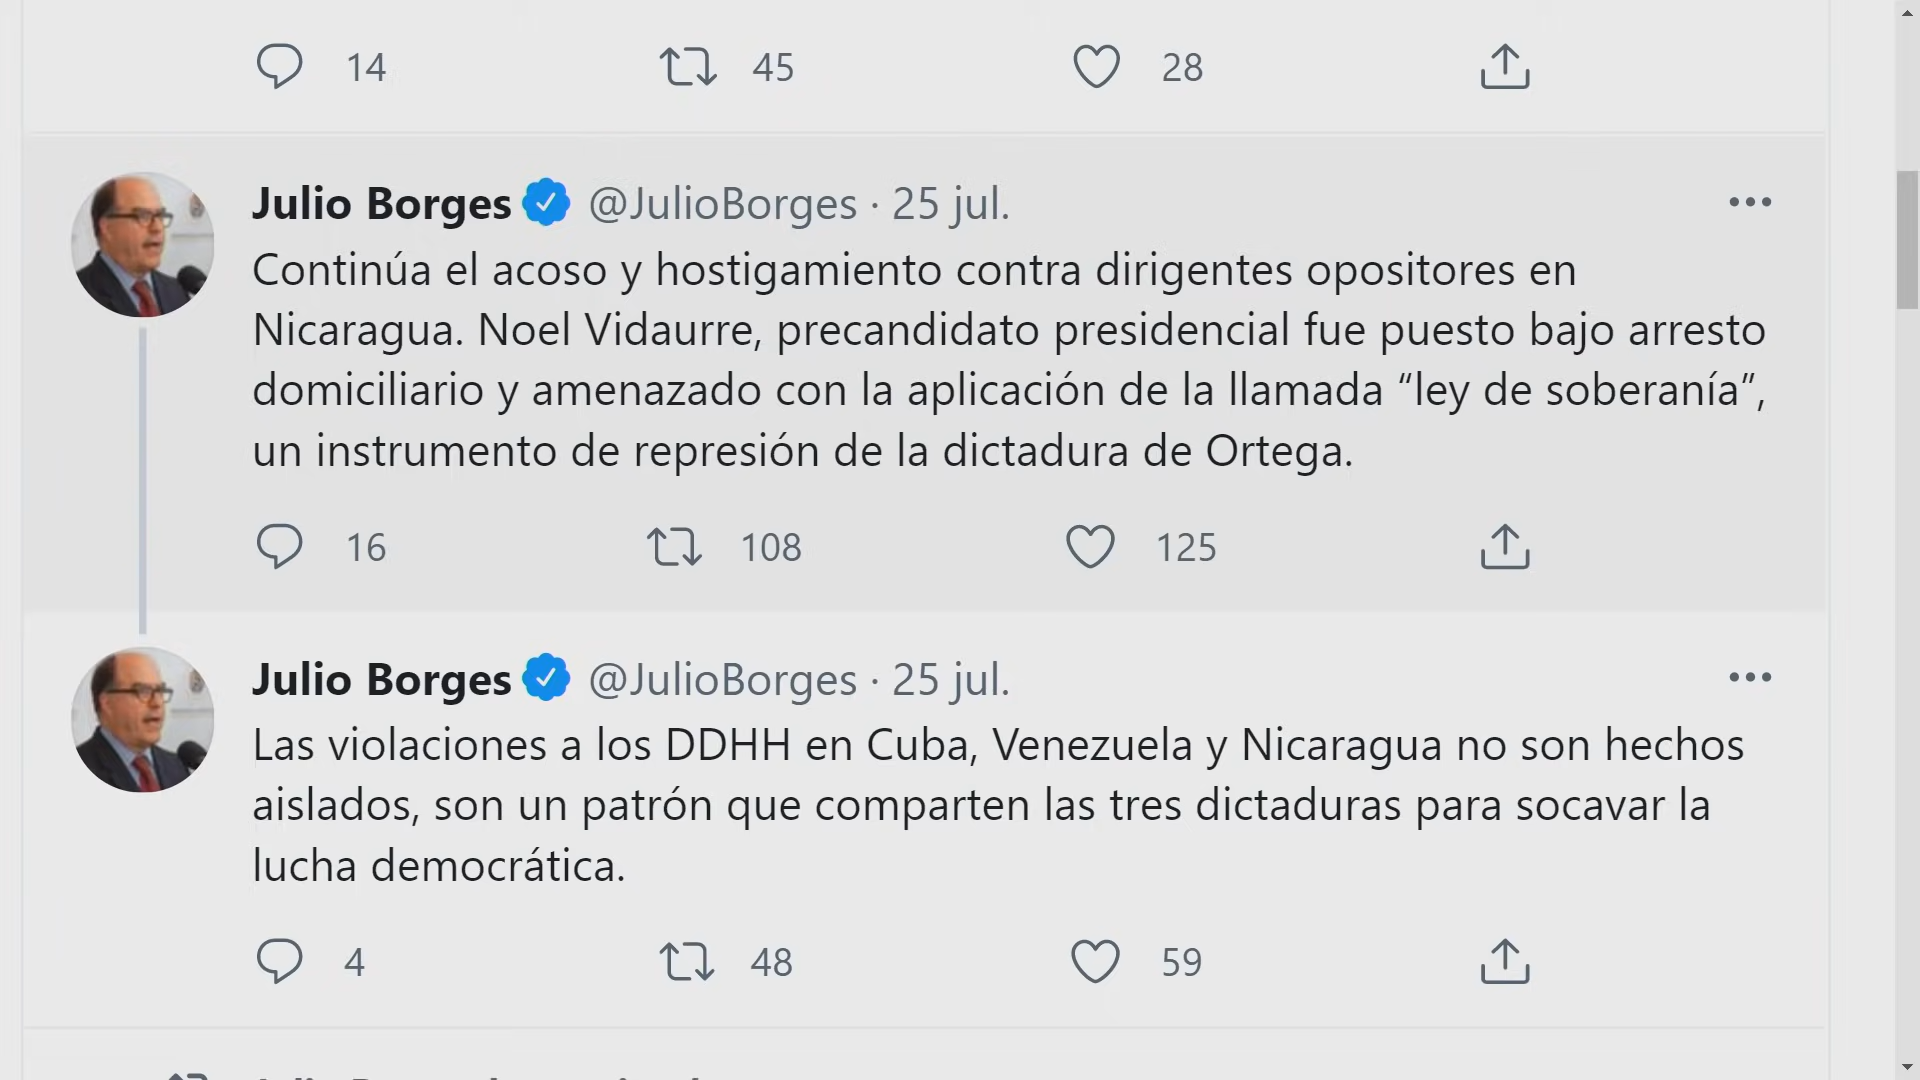 14 45 28
Julio Borges @JulioBorges · 25 jul.
Continúa el acoso y hostigamiento contra dirigentes opositores en
Nicaragua. Noel Vidaurre, precandidato presidencial fue puesto bajo arresto
domiciliario y amenazado con la aplicación de la llamada “ley de soberanía”,
un instrumento de represión de la dictadura de Ortega.
16 108 125
Julio Borges @JulioBorges · 25 jul.
Las violaciones a los DDHH en Cuba, Venezuela y Nicaragua no son hechos
aislados, son un patrón que comparten las tres dictaduras para socavar la
lucha democrática.
4 48 59